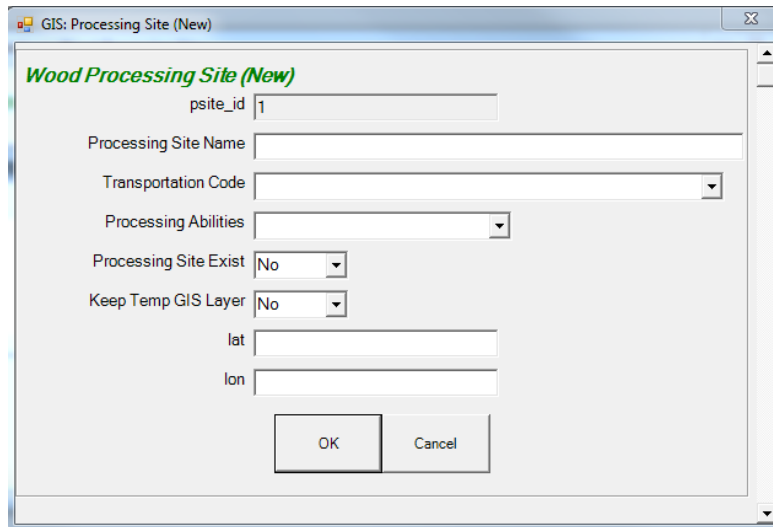 GIS: Processing Site (New)
Wood Processing Site (New)
psite_id 1
Processing Site Name
Transportation Code
Processing Abilities
Processing Site Exist No
Keep Temp GIS Layer No
lat
lon
OK Cancel